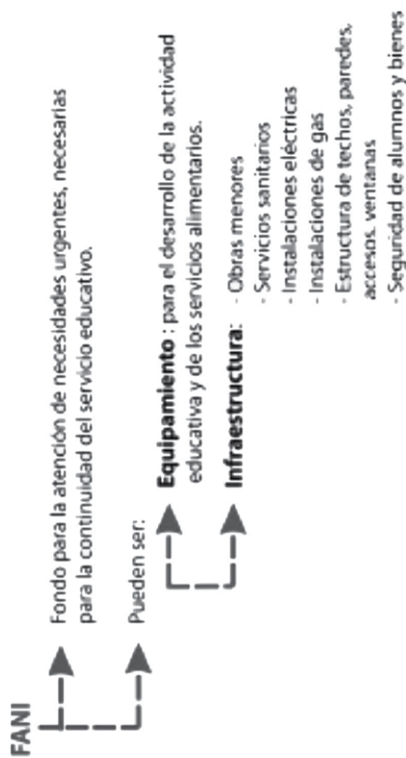 FANI
Fondo para la atención de necesidades urgentes, necesarias
para la continuidad del servicio educativo.
Pueden ser:
Equipamiento : para el desarrollo de la actividad
educativa y de los servicios alimentarios.
Infraestructura: - Obras menores
- Servicios sanitarios
- Instalaciones eléctricas
- Instalaciones de gas
- Estructura de techos, paredes,
accesos, ventanas
- Seguridad de alumnos y bienes